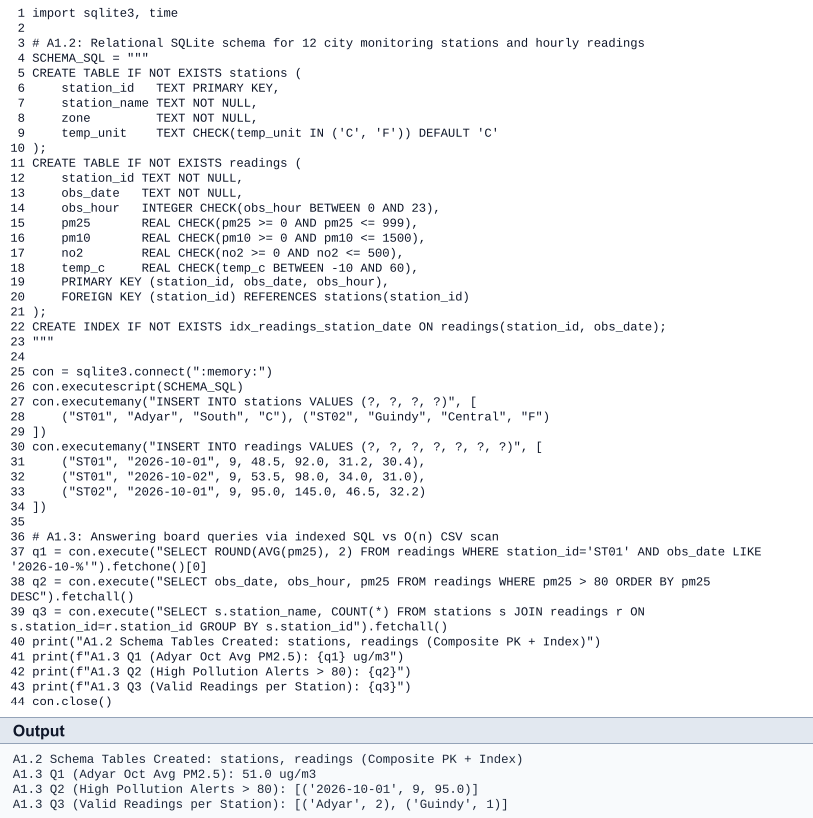 1 import sqlite3, time
2
3 # A1.2: Relational SQLite schema for 12 city monitoring stations and hourly readings
4 SCHEMA_SQL = """
5 CREATE TABLE IF NOT EXISTS stations (
6     station_id   TEXT PRIMARY KEY,
7     station_name TEXT NOT NULL,
8     zone         TEXT NOT NULL,
9     temp_unit    TEXT CHECK(temp_unit IN ('C', 'F')) DEFAULT 'C'
10 );
11 CREATE TABLE IF NOT EXISTS readings (
12     station_id TEXT NOT NULL,
13     obs_date   TEXT NOT NULL,
14     obs_hour   INTEGER CHECK(obs_hour BETWEEN 0 AND 23),
15     pm25       REAL CHECK(pm25 >= 0 AND pm25 <= 999),
16     pm10       REAL CHECK(pm10 >= 0 AND pm10 <= 1500),
17     no2        REAL CHECK(no2 >= 0 AND no2 <= 500),
18     temp_c     REAL CHECK(temp_c BETWEEN -10 AND 60),
19     PRIMARY KEY (station_id, obs_date, obs_hour),
20     FOREIGN KEY (station_id) REFERENCES stations(station_id)
21 );
22 CREATE INDEX IF NOT EXISTS idx_readings_station_date ON readings(station_id, obs_date);
23 """
24
25 con = sqlite3.connect(":memory:")
26 con.executescript(SCHEMA_SQL)
27 con.executemany("INSERT INTO stations VALUES (?, ?, ?, ?)", [
28     ("ST01", "Adyar", "South", "C"), ("ST02", "Guindy", "Central", "F")
29 ])
30 con.executemany("INSERT INTO readings VALUES (?, ?, ?, ?, ?, ?, ?)", [
31     ("ST01", "2026-10-01", 9, 48.5, 92.0, 31.2, 30.4),
32     ("ST01", "2026-10-02", 9, 53.5, 98.0, 34.0, 31.0),
33     ("ST02", "2026-10-01", 9, 95.0, 145.0, 46.5, 32.2)
34 ])
35
36 # A1.3: Answering board queries via indexed SQL vs O(n) CSV scan
37 q1 = con.execute("SELECT ROUND(AVG(pm25), 2) FROM readings WHERE station_id='ST01' AND obs_date LIKE
'2026-10-%'").fetchone()[0]
38 q2 = con.execute("SELECT obs_date, obs_hour, pm25 FROM readings WHERE pm25 > 80 ORDER BY pm25
DESC").fetchall()
39 q3 = con.execute("SELECT s.station_name, COUNT(*) FROM stations s JOIN readings r ON
s.station_id=r.station_id GROUP BY s.station_id").fetchall()
40 print("A1.2 Schema Tables Created: stations, readings (Composite PK + Index)")
41 print(f"A1.3 Q1 (Adyar Oct Avg PM2.5): {q1} ug/m3")
42 print(f"A1.3 Q2 (High Pollution Alerts > 80): {q2}")
43 print(f"A1.3 Q3 (Valid Readings per Station): {q3}")
44 con.close()
Output
A1.2 Schema Tables Created: stations, readings (Composite PK + Index)
A1.3 Q1 (Adyar Oct Avg PM2.5): 51.0 ug/m3
A1.3 Q2 (High Pollution Alerts > 80): [('2026-10-01', 9, 95.0)]
A1.3 Q3 (Valid Readings per Station): [('Adyar', 2), ('Guindy', 1)]